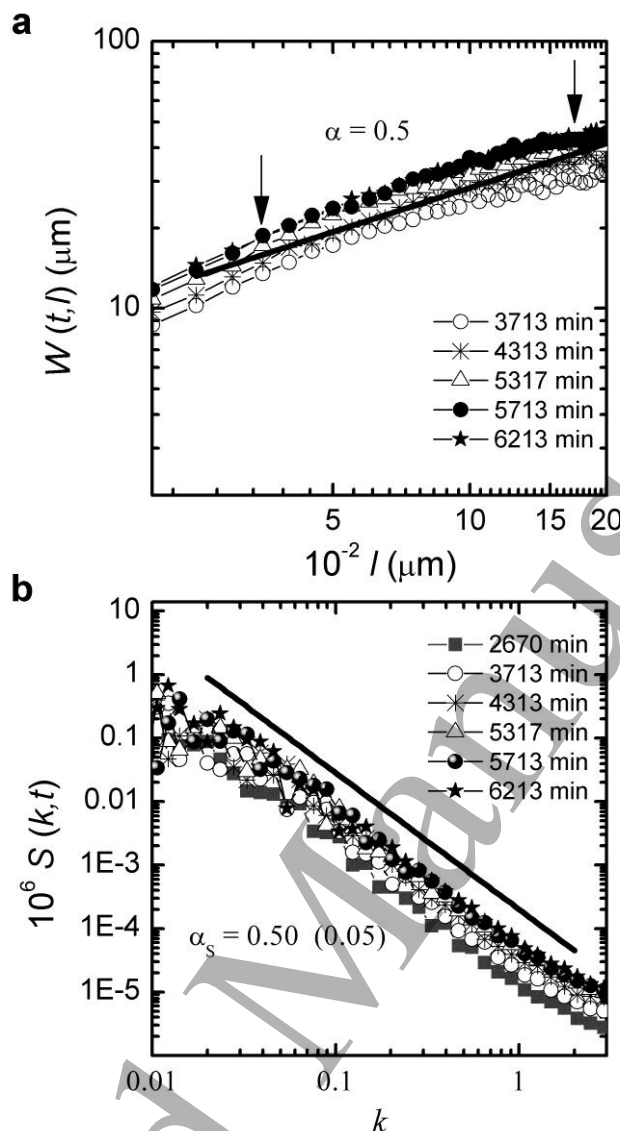 a
100
α = 0.5
W (t,l) (μm)
10
3713 min
4313 min
5317 min
5713 min
6213 min
5 10 15 20
10⁻² l (μm)
b
10
2670 min
1
3713 min
4313 min
0.1
5317 min
5713 min
0.01
6213 min
10⁶ S (k,t)
1E-3
1E-4
αS = 0.50 (0.05)
1E-5
0.01 0.1 1
k
d Manus